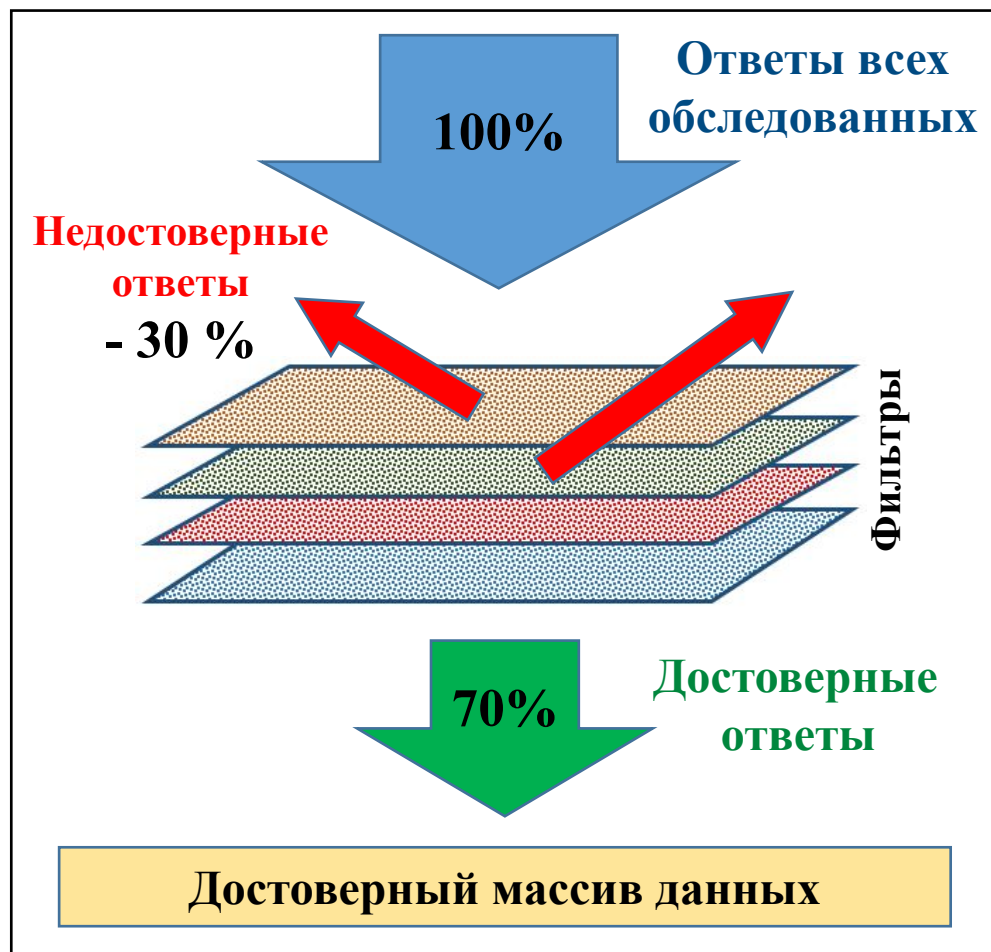 Ответы всех
обследованных
100%
Недостоверные
ответы
- 30 %
Фильтры
70%
Достоверные
ответы
Достоверный массив данных